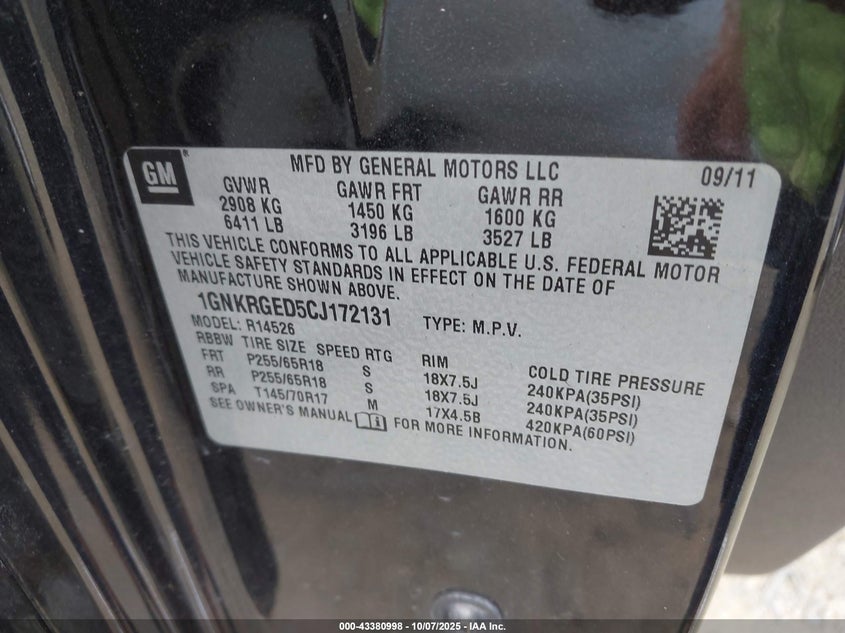 GM ®
MFD BY GENERAL MOTORS LLC 09/11
GVWR GAWR FRT GAWR RR
2908 KG 1450 KG 1600 KG
6411 LB 3196 LB 3527 LB
THIS VEHICLE CONFORMS TO ALL APPLICABLE U.S. FEDERAL MOTOR
VEHICLE SAFETY STANDARDS IN EFFECT ON THE DATE OF
MANUFACTURE SHOWN ABOVE.
1GNKRGED5CJ172131 TYPE: M.P.V.
MODEL: R14526
RBBW TIRE SIZE SPEED RTG RIM COLD TIRE PRESSURE
FRT P255/65R18 S 18X7.5J 240KPA(35PSI)
RR P255/65R18 S 18X7.5J 240KPA(35PSI)
SPA T145/70R17 M 17X4.5B 420KPA(60PSI)
SEE OWNER'S MANUAL FOR MORE INFORMATION.
000-43380998 - 10/07/2025 - IAA Inc.